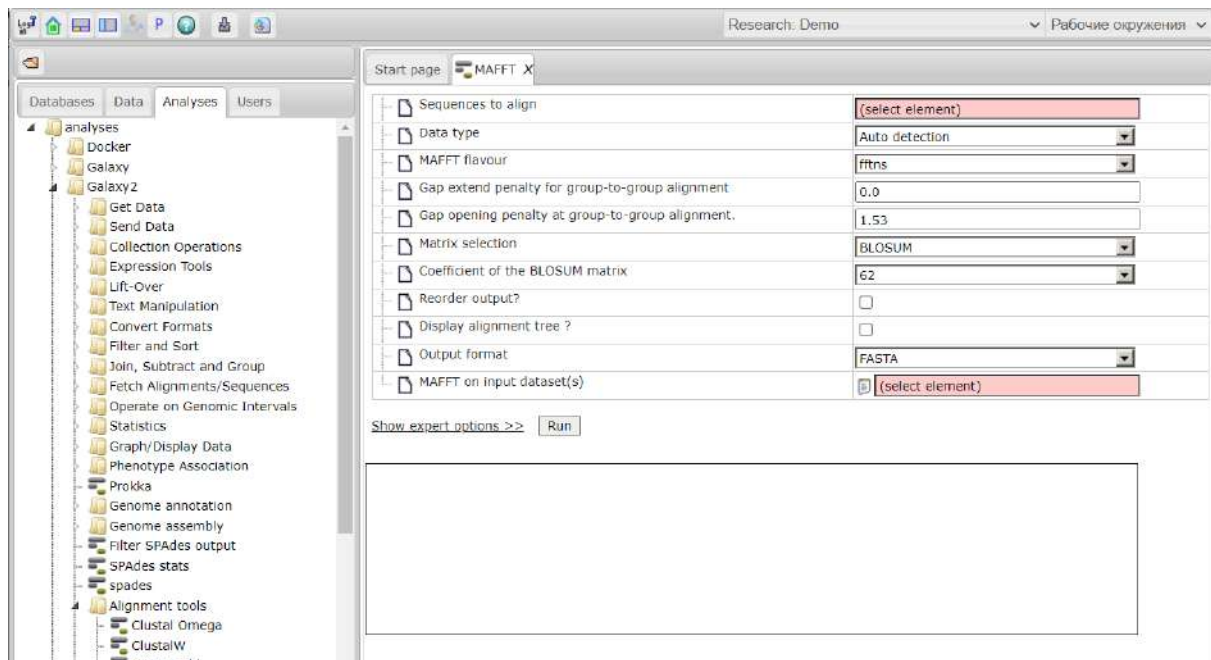 P
?
Research: Demo
Рабочие окружения
Databases Data Analyses Users
analyses
Docker
Galaxy
Galaxy2
Get Data
Send Data
Collection Operations
Expression Tools
Lift-Over
Text Manipulation
Convert Formats
Filter and Sort
Join, Subtract and Group
Fetch Alignments/Sequences
Operate on Genomic Intervals
Statistics
Graph/Display Data
Phenotype Association
Prokka
Genome annotation
Genome assembly
Filter SPAdes output
SPAdes stats
spades
Alignment tools
Clustal Omega
ClustalW
Start page MAFFT X
Sequences to align (select element)
Data type Auto detection
MAFFT flavour fftns
Gap extend penalty for group-to-group alignment 0.0
Gap opening penalty at group-to-group alignment. 1.53
Matrix selection BLOSUM
Coefficient of the BLOSUM matrix 62
Reorder output?
Display alignment tree ?
Output format FASTA
MAFFT on input dataset(s) (select element)
Show expert options >> Run